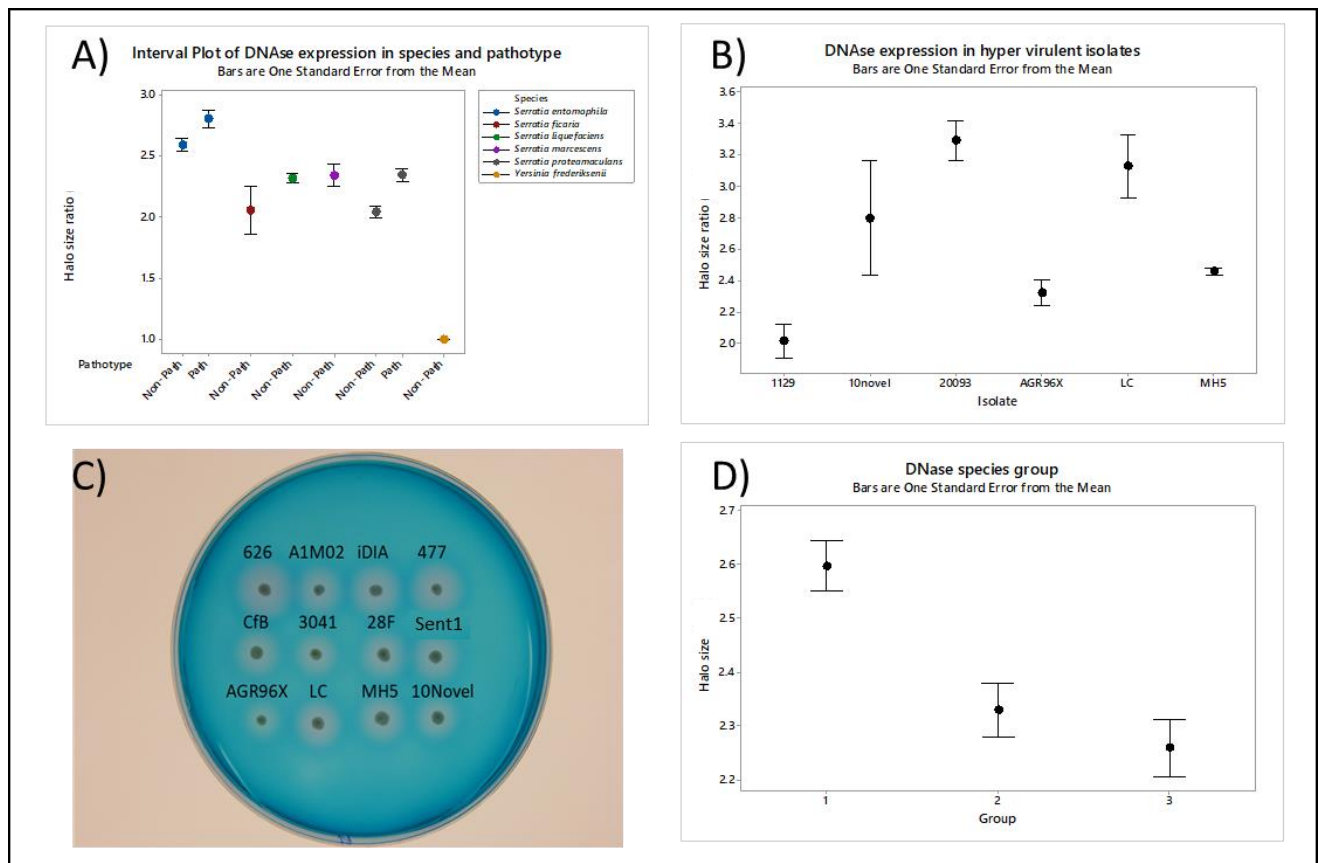 A)
Interval Plot of DNAse expression in species and pathotype
Bars are One Standard Error from the Mean
3.0
2.5
2.0
1.5
1.0
Halo size ratio
Species
Serratia entomophila
Serratia ficaria
Serratia liquefaciens
Serratia marcescens
Serratia proteamaculans
Yersinia frederiksenii
Pathotype
Non-Path
Path
Non-Path
Non-Path
Non-Path
Non-Path
Path
Non-Path
B)
DNAse expression in hyper virulent isolates
Bars are One Standard Error from the Mean
3.6
3.4
3.2
3.0
2.8
2.6
2.4
2.2
2.0
Halo size ratio
1129 10novel 20093 AGR96X LC MH5
Isolate
C)
626 A1M02 iDIA 477
CfB 3041 28F Sent1
AGR96X LC MH5 10Novel
D)
DNase species group
Bars are One Standard Error from the Mean
2.7
2.6
2.5
2.4
2.3
2.2
Halo size
1 2 3
Group